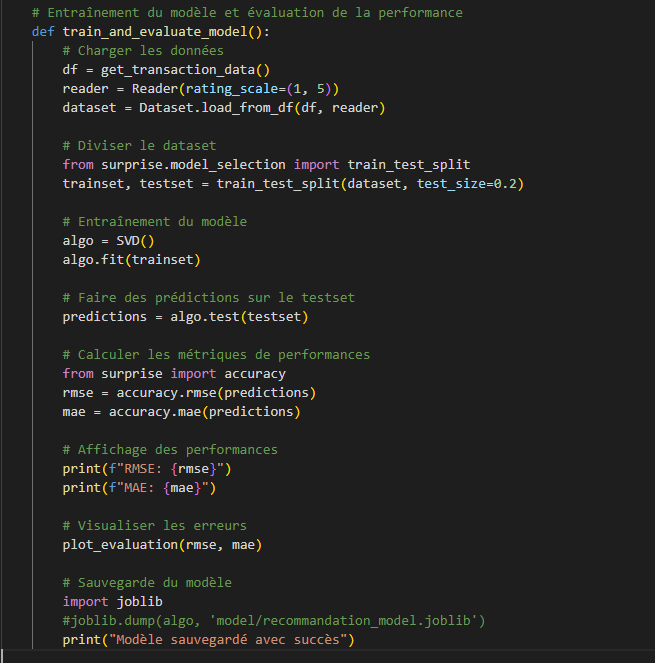 # Entraînement du modèle et évaluation de la performance
def train_and_evaluate_model():
    # Charger les données
    df = get_transaction_data()
    reader = Reader(rating_scale=(1, 5))
    dataset = Dataset.load_from_df(df, reader)

    # Diviser le dataset
    from surprise.model_selection import train_test_split
    trainset, testset = train_test_split(dataset, test_size=0.2)

    # Entraînement du modèle
    algo = SVD()
    algo.fit(trainset)

    # Faire des prédictions sur le testset
    predictions = algo.test(testset)

    # Calculer les métriques de performances
    from surprise import accuracy
    rmse = accuracy.rmse(predictions)
    mae = accuracy.mae(predictions)

    # Affichage des performances
    print(f"RMSE: {rmse}")
    print(f"MAE: {mae}")

    # Visualiser les erreurs
    plot_evaluation(rmse, mae)

    # Sauvegarde du modèle
    import joblib
    #joblib.dump(algo, 'model/recommandation_model.joblib')
    print("Modèle sauvegardé avec succès")